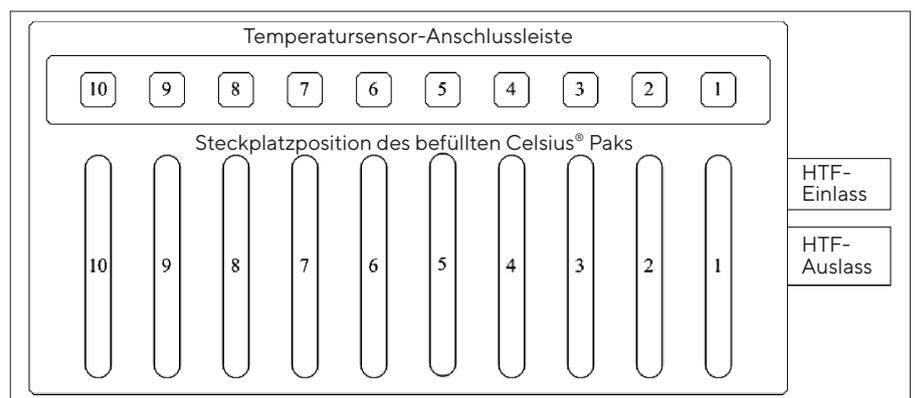 Temperatursensor-Anschlussleiste
10 9 8 7 6 5 4 3 2 1
Steckplatzposition des befüllten Celsius® Paks
HTF-
Einlass
HTF-
Auslass
10 9 8 7 6 5 4 3 2 1